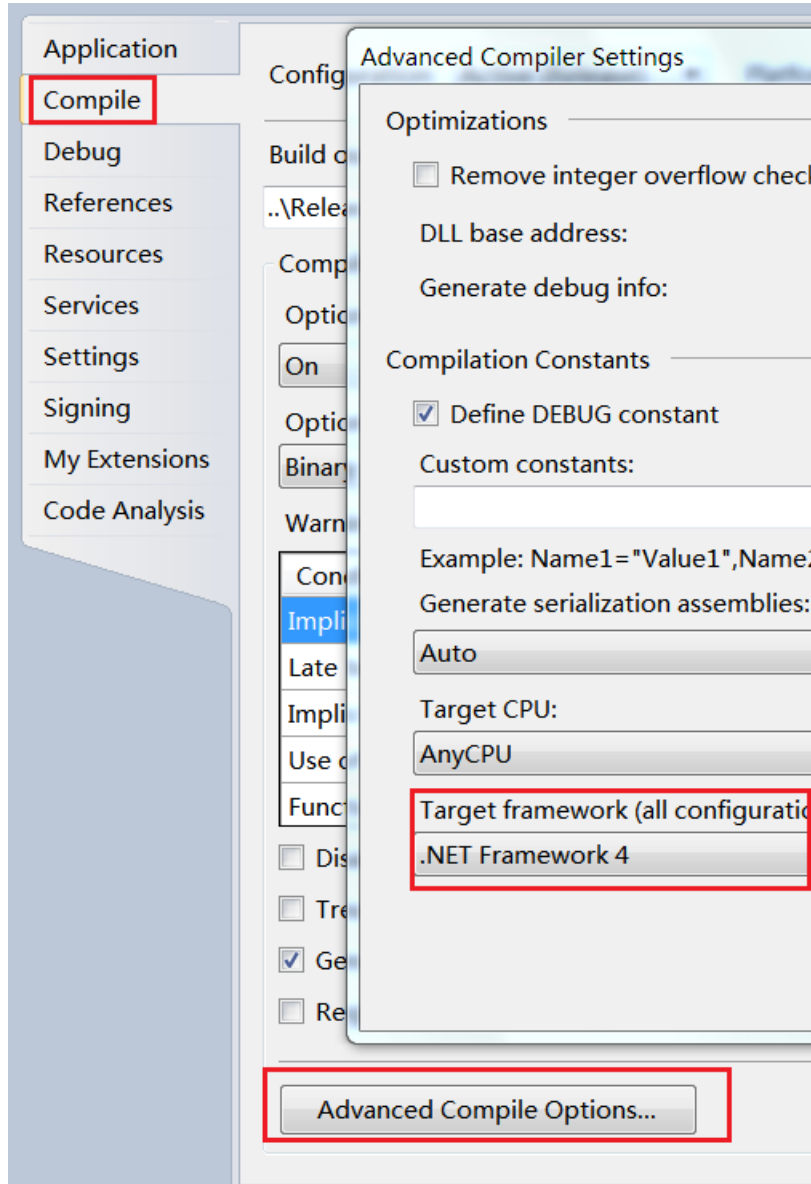 Application
Compile
Debug
References
Resources
Services
Settings
Signing
My Extensions
Code Analysis
Config
Build o
..\Relea
Comp
Optio
On
Optio
Binary
Warn
Con
Impli
Late
Impli
Use o
Funct
Dis
Tre
Ge
Re
Advanced Compile Options...
Advanced Compiler Settings
Optimizations
Remove integer overflow check
DLL base address:
Generate debug info:
Compilation Constants
Define DEBUG constant
Custom constants:
Example: Name1="Value1",Name2
Generate serialization assemblies:
Auto
Target CPU:
AnyCPU
Target framework (all configuratio
.NET Framework 4